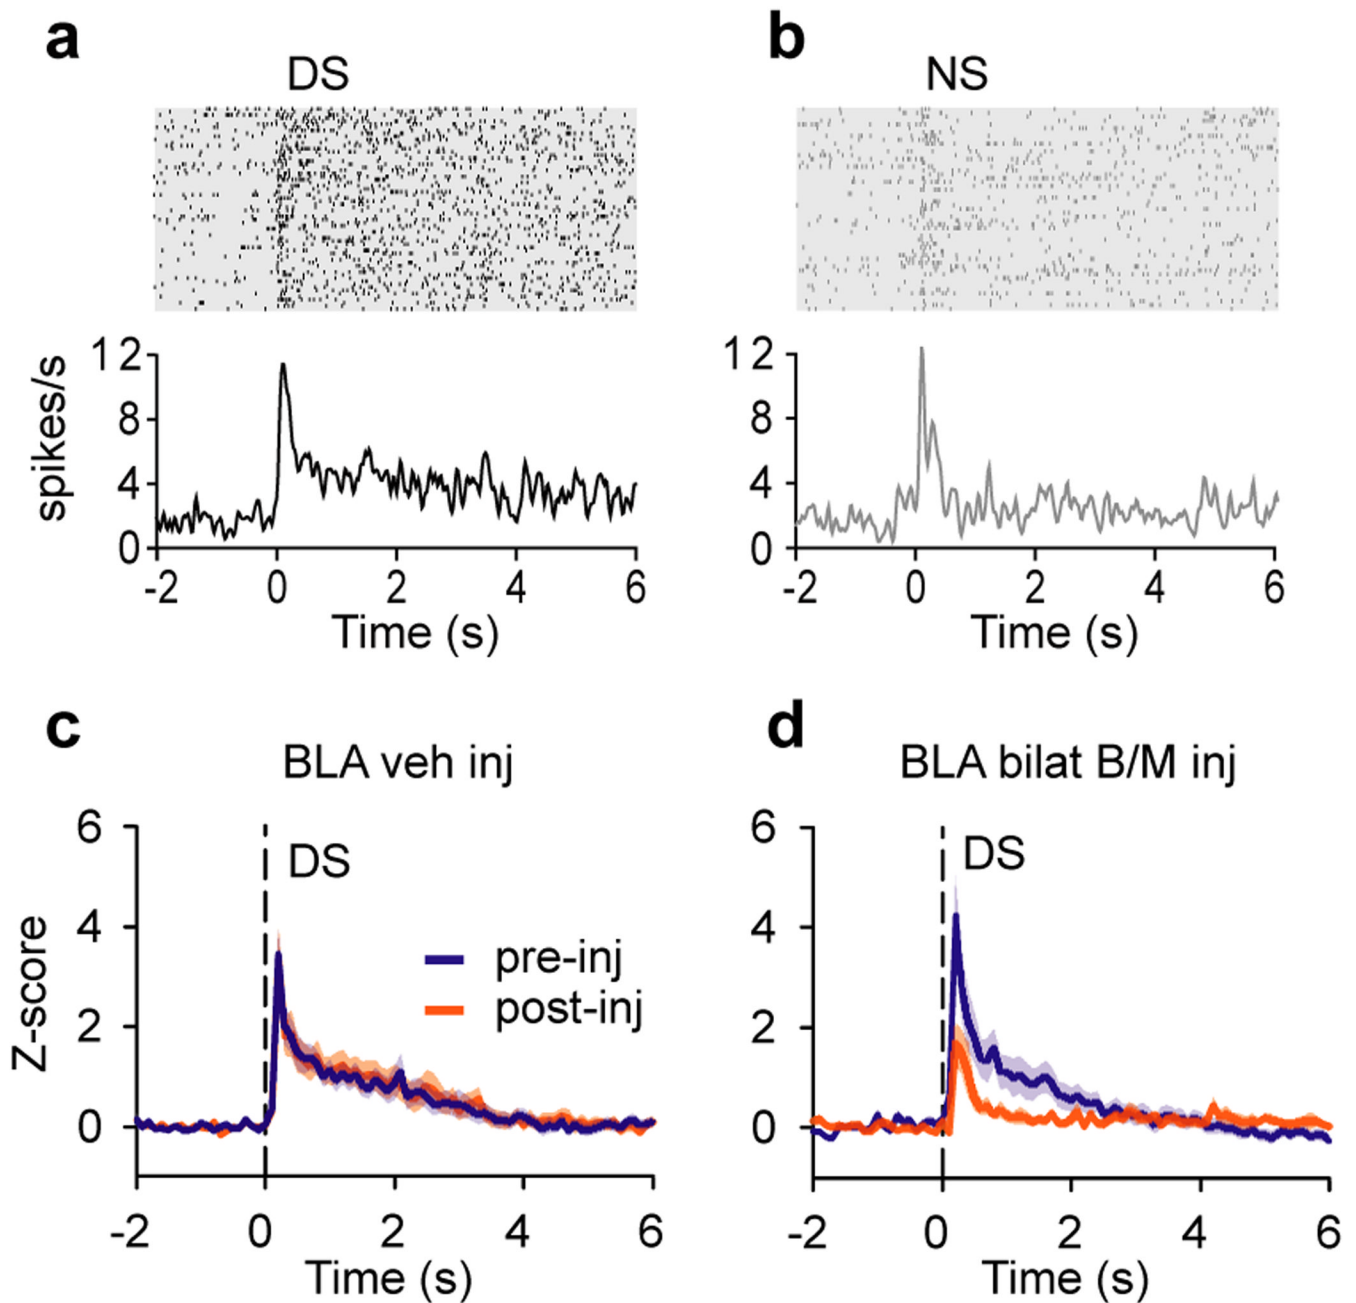 a
DS
b
NS
spikes/s
12
8
4
0
-2 0 2 4 6
Time (s)
12
8
4
0
-2 0 2 4 6
Time (s)
c
BLA veh inj
d
BLA bilat B/M inj
Z-score
6
4
2
0
DS
pre-inj
post-inj
-2 0 2 4 6
Time (s)
6
4
2
0
DS
-2 0 2 4 6
Time (s)